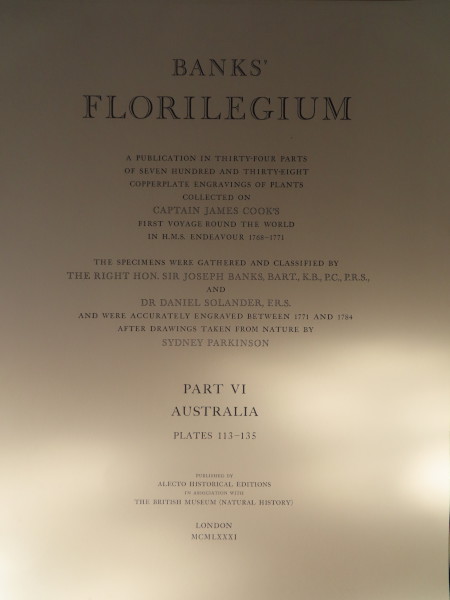 BANKS'
FLORILEGIUM
A PUBLICATION IN THIRTY-FOUR PARTS
OF SEVEN HUNDRED AND THIRTY-EIGHT
COPPERPLATE ENGRAVINGS OF PLANTS
COLLECTED ON
CAPTAIN JAMES COOK'S
FIRST VOYAGE ROUND THE WORLD
IN H.M.S. ENDEAVOUR 1768–1771
THE SPECIMENS WERE GATHERED AND CLASSIFIED BY
THE RIGHT HON. SIR JOSEPH BANKS, BART., K.B., P.C., P.R.S.,
AND
DR DANIEL SOLANDER, F.R.S.
AND WERE ACCURATELY ENGRAVED BETWEEN 1771 AND 1784
AFTER DRAWINGS TAKEN FROM NATURE BY
SYDNEY PARKINSON
PART VI
AUSTRALIA
PLATES 113–135
PUBLISHED BY
ALECTO HISTORICAL EDITIONS
IN ASSOCIATION WITH
THE BRITISH MUSEUM (NATURAL HISTORY)
LONDON
MCMLXXXI